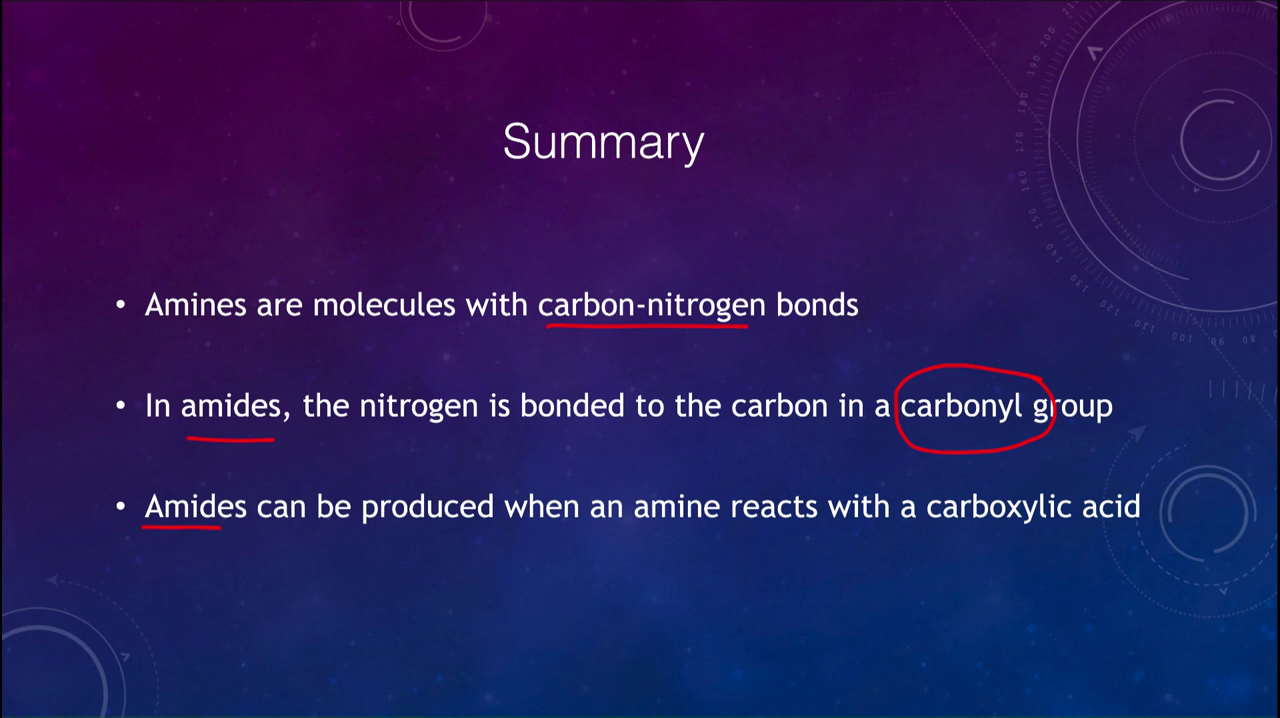 Summary
• Amines are molecules with carbon-nitrogen bonds
• In amides, the nitrogen is bonded to the carbon in a carbonyl group
• Amides can be produced when an amine reacts with a carboxylic acid